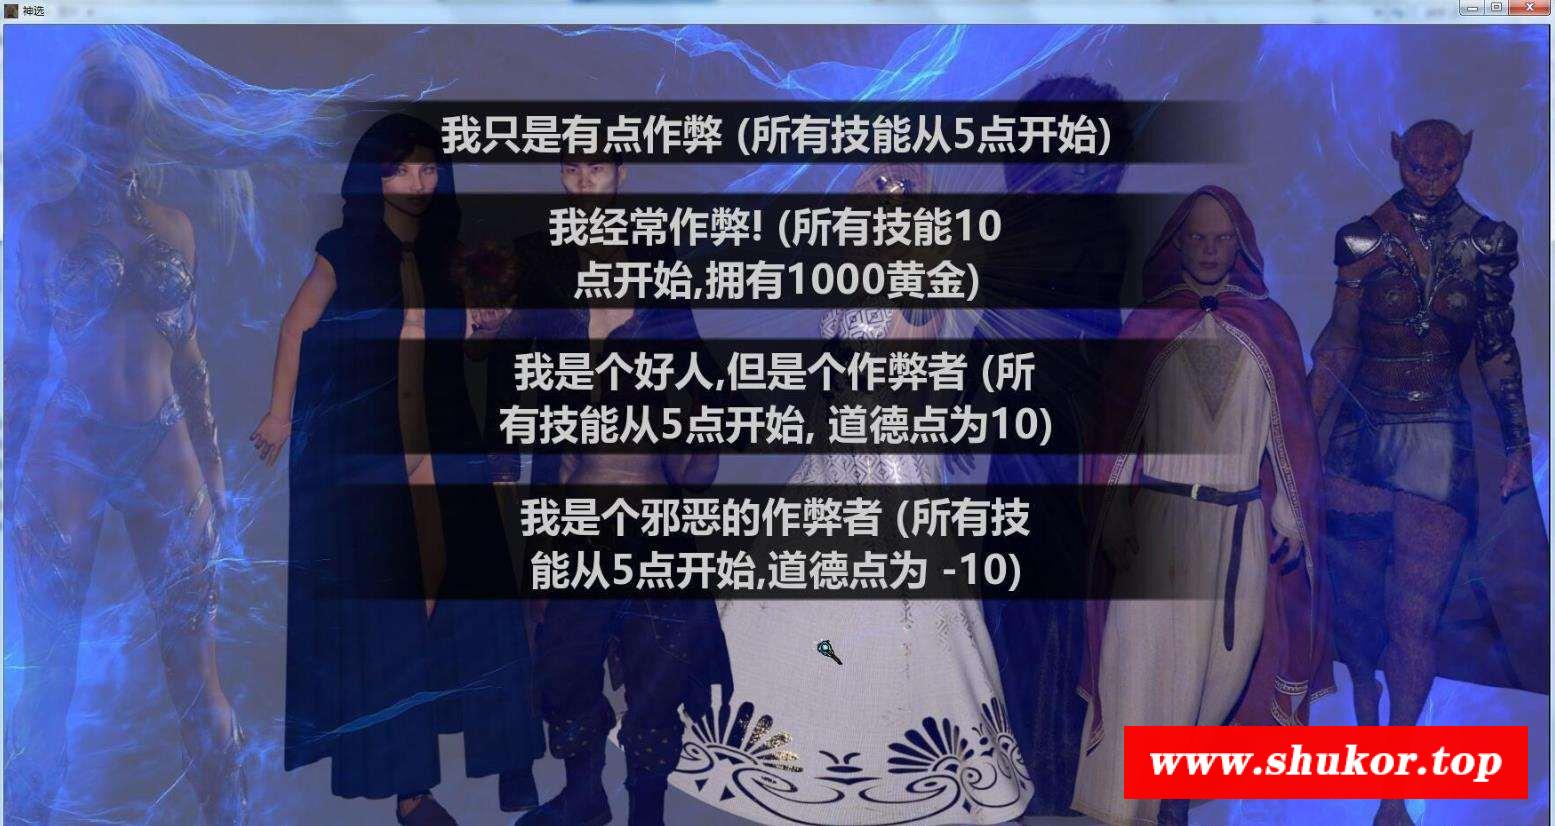 神选
我只是有点作弊 (所有技能从5点开始)
我经常作弊! (所有技能10
点开始,拥有1000黄金)
我是个好人,但是个作弊者 (所
有技能从5点开始, 道德点为10)
我是个邪恶的作弊者 (所有技
能从5点开始,道德点为 -10)
www.shukor.top